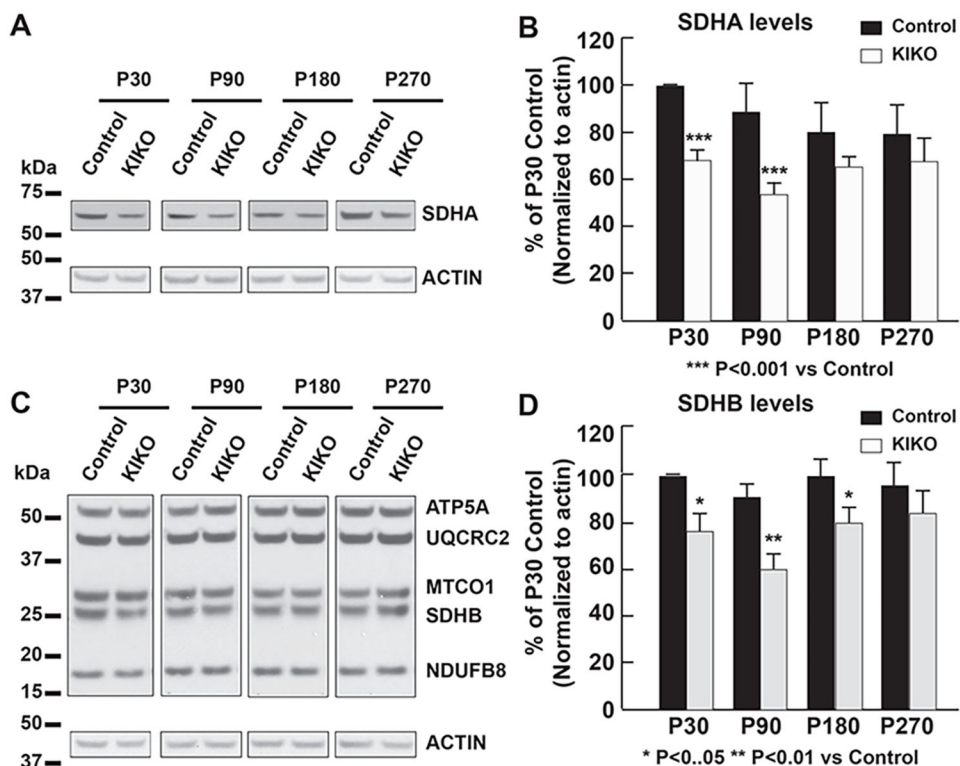 A
P30 P90 P180 P270
Control KIKO Control KIKO Control KIKO Control KIKO
kDa
75
SDHA
50
50
ACTIN
37
B
SDHA levels
Control
KIKO
% of P30 Control
(Normalized to actin)
120
100
80
60
40
20
0
*** ***
P30 P90 P180 P270
*** P<0.001 vs Control
C
P30 P90 P180 P270
Control KIKO Control KIKO Control KIKO Control KIKO
kDa
ATP5A
50
UQCRC2
37
MTCO1
25
SDHB
20
NDUFB8
15
50
ACTIN
37
D
SDHB levels
Control
KIKO
% of P30 Control
(Normalized to actin)
120
100
80
60
40
20
0
* ** *
P30 P90 P180 P270
* P<0..05 ** P<0.01 vs Control